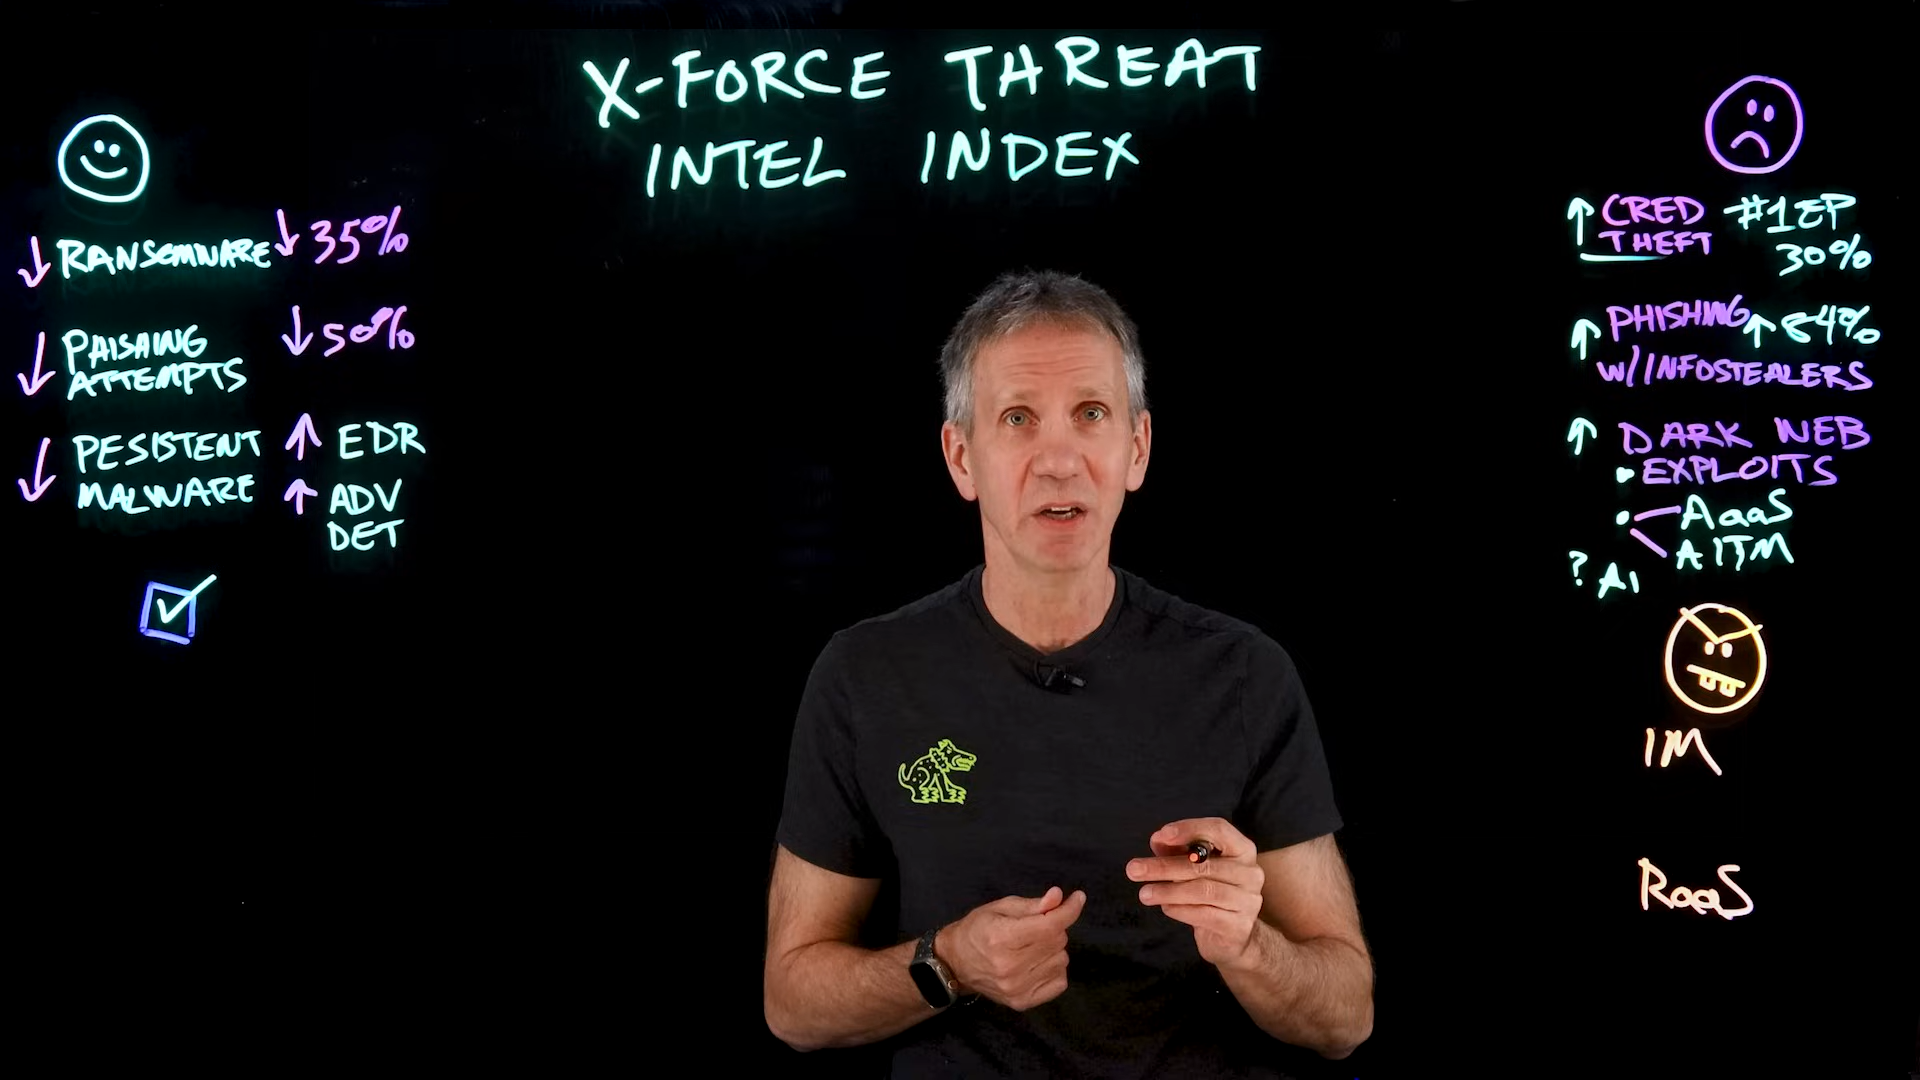 X-FORCE THREAT
INTEL INDEX
↓ RANSOMWARE ↓ 35%
↓ PHISHING ↓ 50%
ATTEMPTS
↓ PESISTENT ↑ EDR
MALWARE ↑ ADV
DET
↑ CRED #1 EP
THEFT 30%
↑ PHISHING ↑ 84%
W/INFOSTEALERS
↑ DARK WEB
EXPLOITS
AaaS
AITM
? AI
IM
RaaS